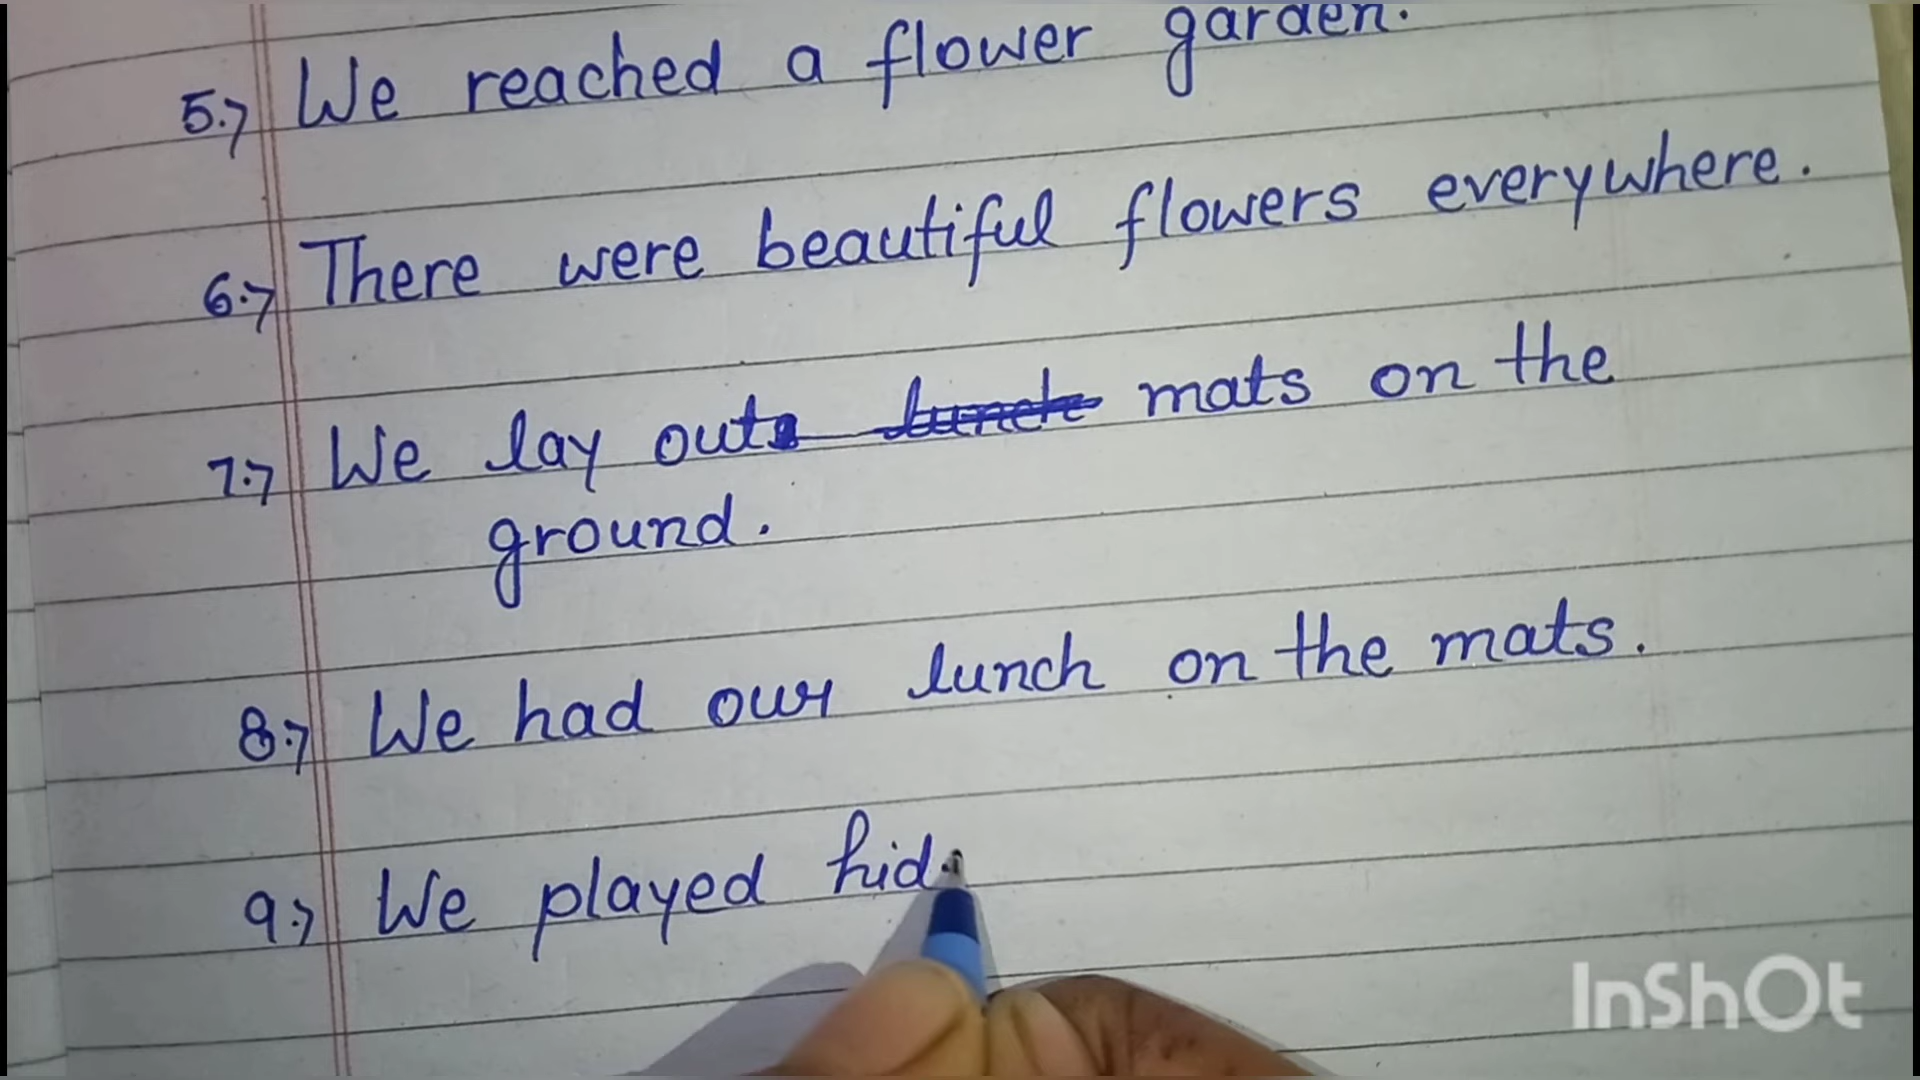 5.) We reached a flower garden.
6.) There were beautiful flowers everywhere.
7.) We lay out lunch mats on the
ground.
8.) We had our lunch on the mats.
9.) We played hid
InShOt